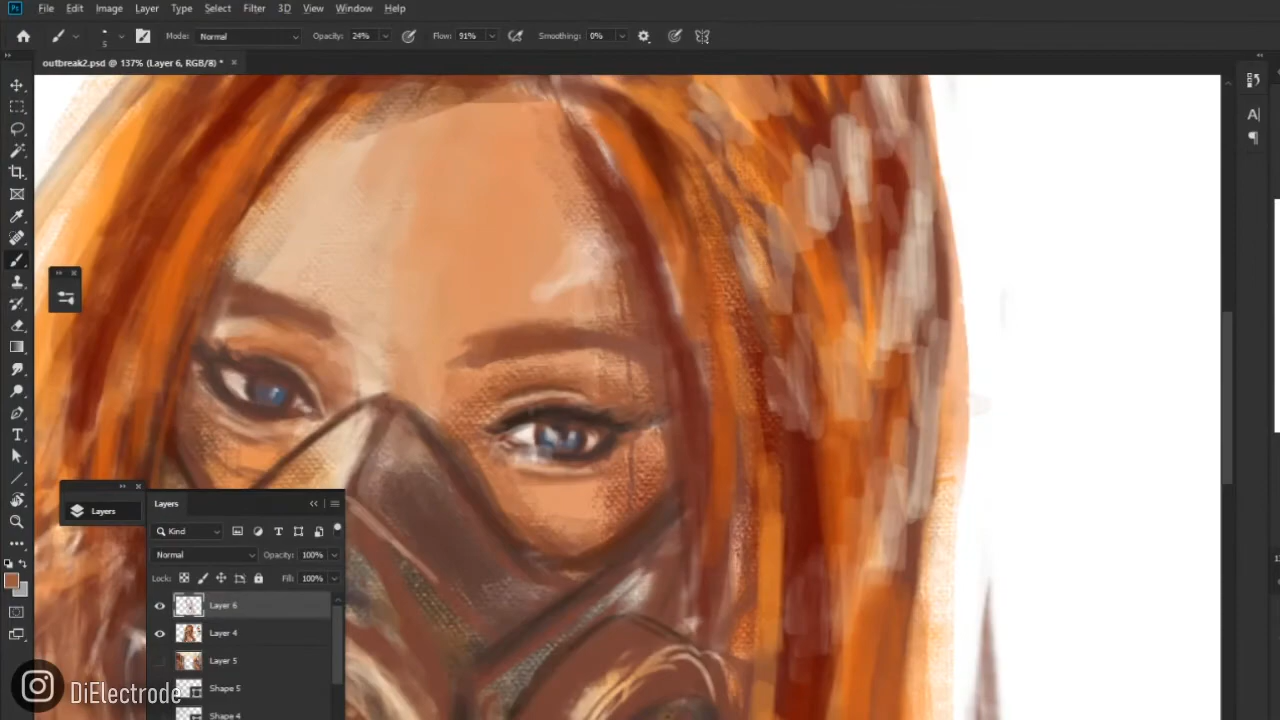 Ps File Edit Image Layer Type Select Filter 3D View Window Help
5 Mode: Normal Opacity: 24% Flow: 91% Smoothing: 0%
outbreak2.psd @ 137% (Layer 6, RGB/8) *
Layers
Layers
Kind
Normal Opacity: 100%
Lock: Fill: 100%
Layer 6
Layer 4
Layer 5
Shape 5
Shape 4
DiElectrode